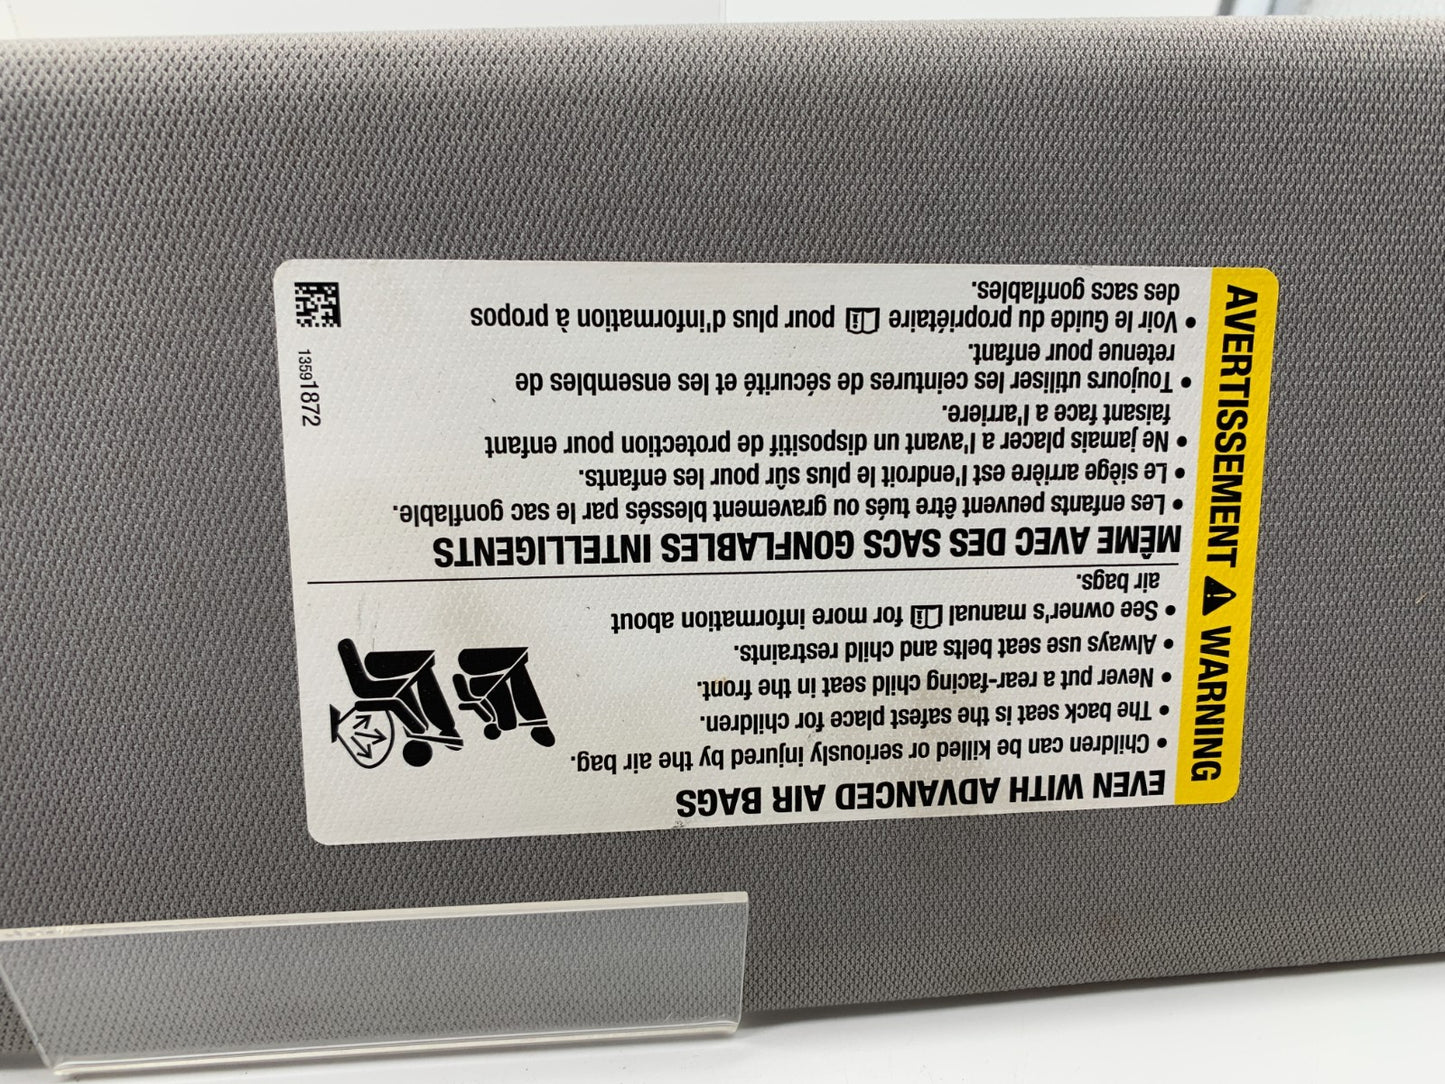 AVERTISSEMENT ⚠ WARNING
EVEN WITH ADVANCED AIR BAGS
• Children can be killed or seriously injured by the air bag.
• The back seat is the safest place for children.
• Never put a rear-facing child seat in the front.
• Always use seat belts and child restraints.
• See owner's manual for more information about
air bags.
MÊME AVEC DES SACS GONFLABLES INTELLIGENTS
• Les enfants peuvent être tués ou gravement blessés par le sac gonflable.
• Le siège arrière est l'endroit le plus sûr pour les enfants.
• Ne jamais placer a l'avant un dispositif de protection pour enfant
faisant face a l'arriere.
• Toujours utiliser les ceintures de sécurité et les ensembles de
retenue pour enfant.
• Voir le Guide du propriétaire pour plus d'information à propos
des sacs gonflables.
13591872